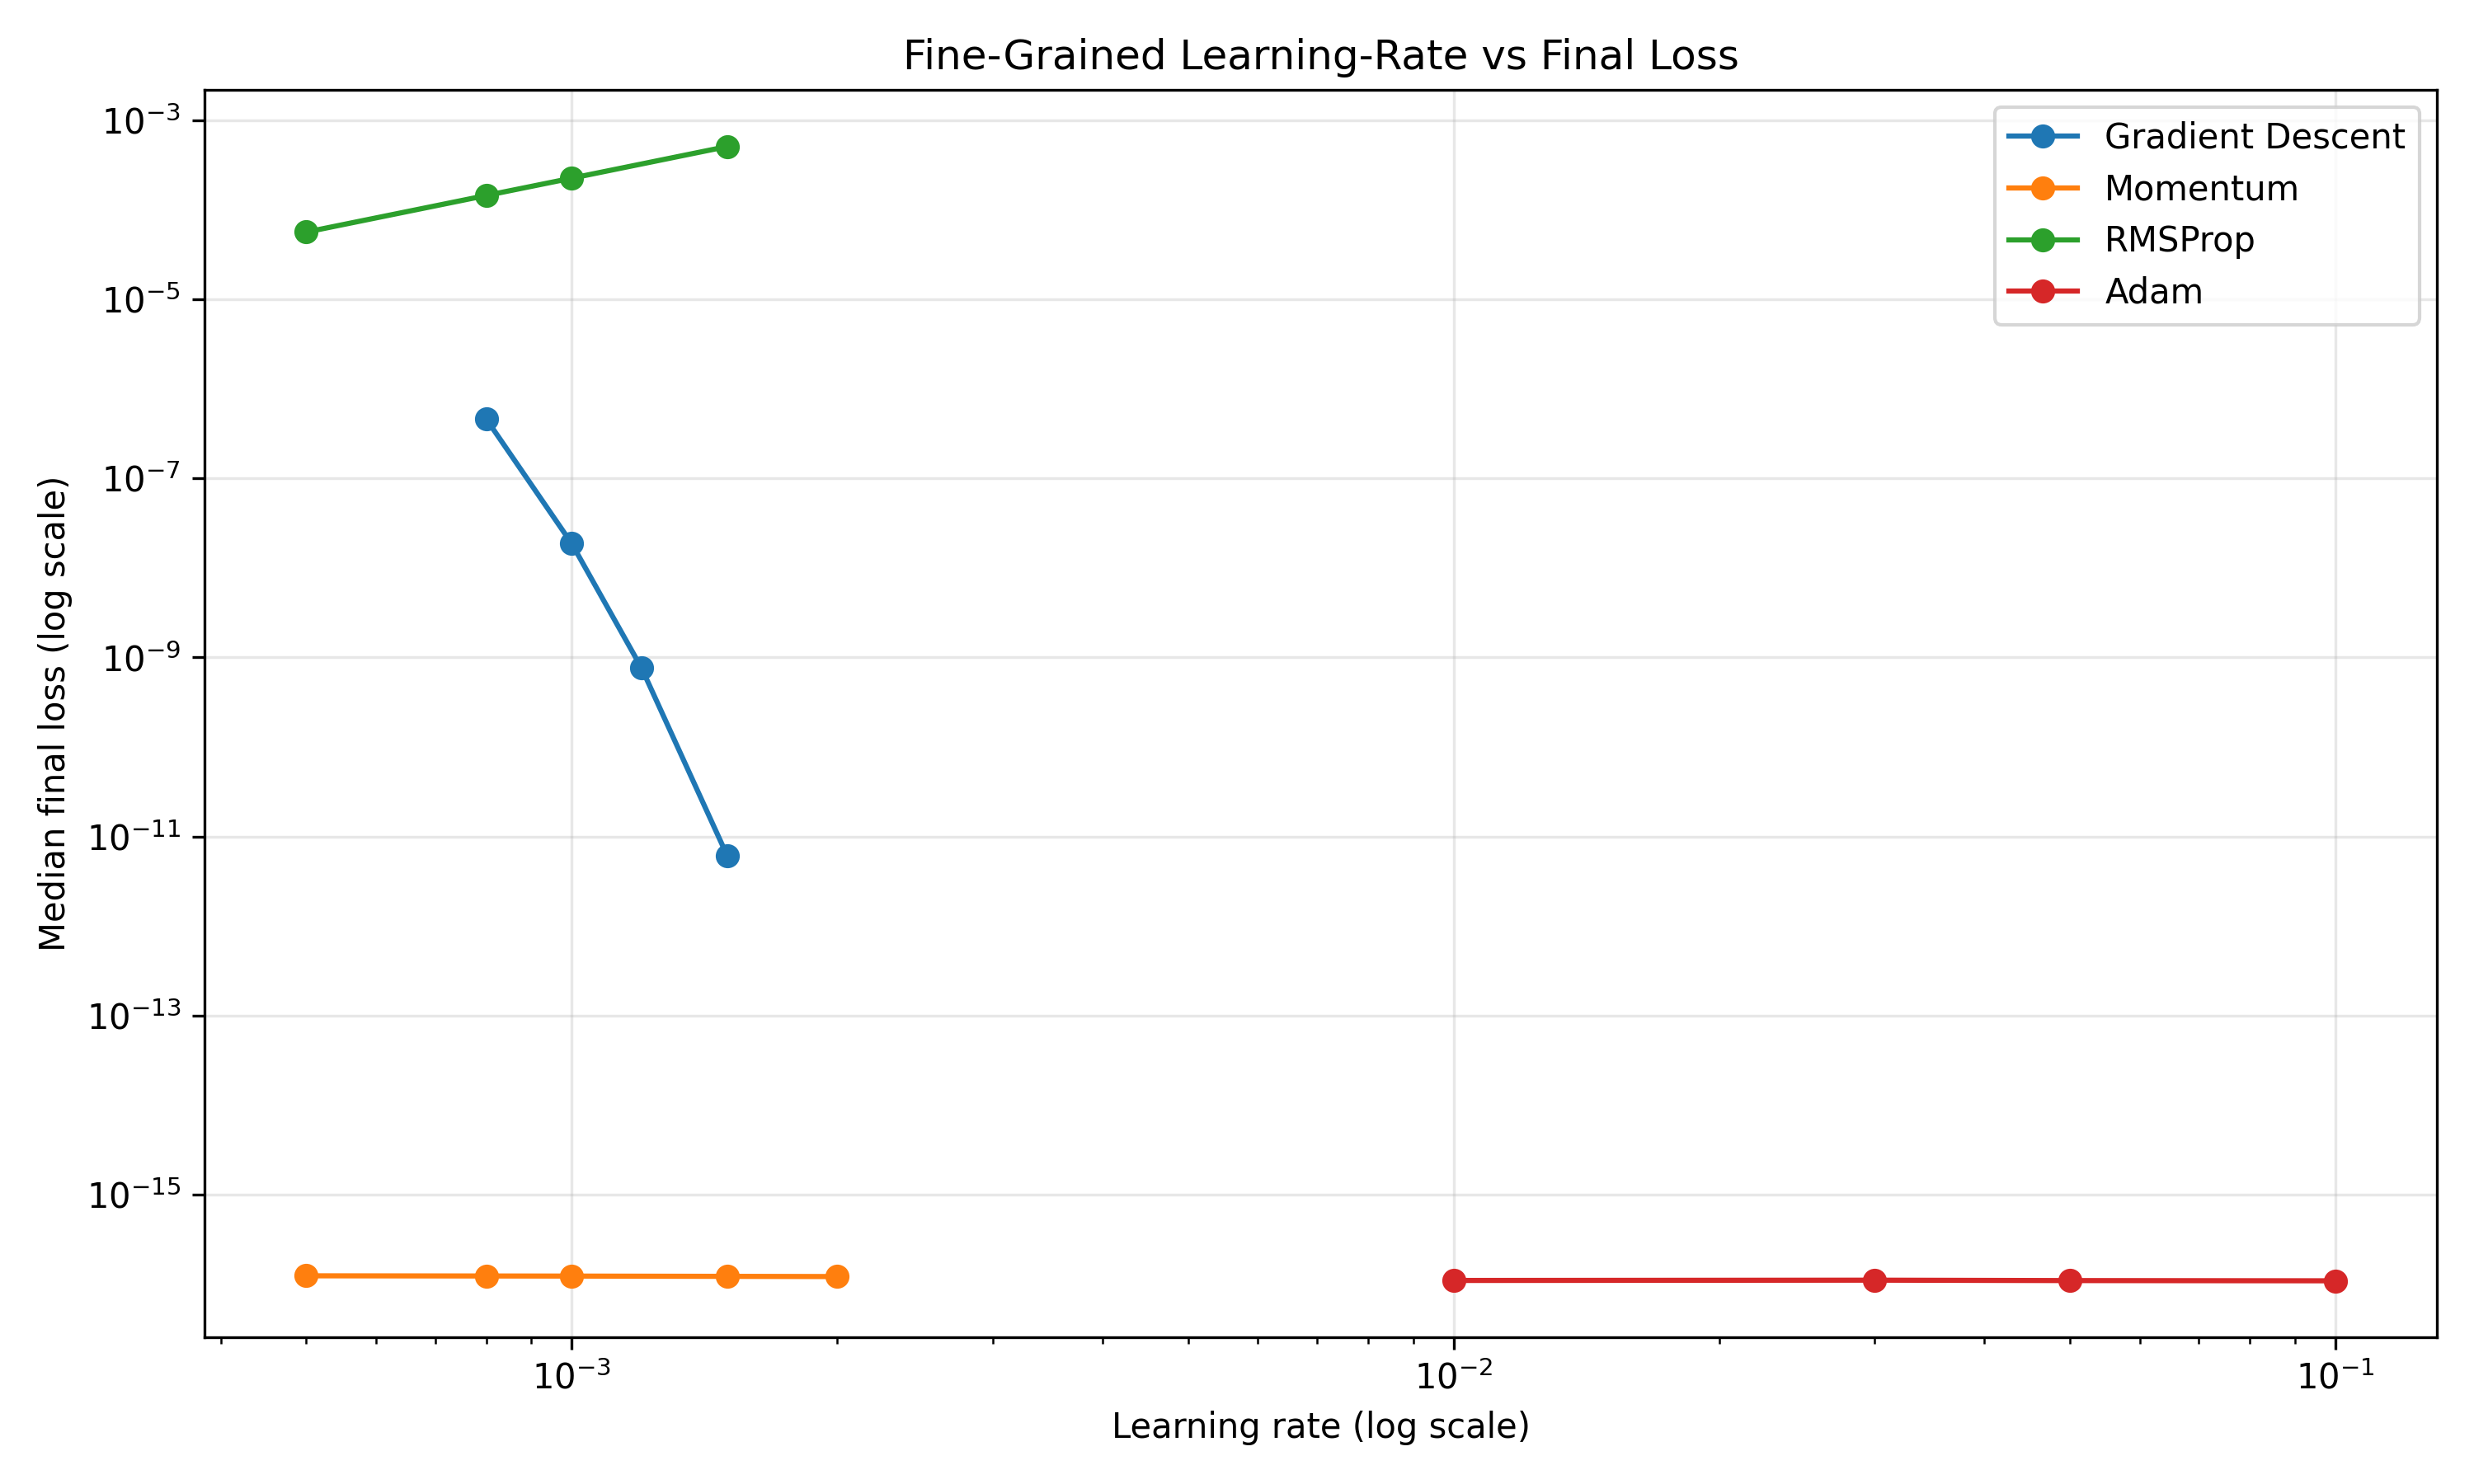 Fine-Grained Learning-Rate vs Final Loss
Gradient Descent
Momentum
RMSProp
Adam
Median final loss (log scale)
10⁻³
10⁻⁵
10⁻⁷
10⁻⁹
10⁻¹¹
10⁻¹³
10⁻¹⁵
10⁻³
10⁻²
10⁻¹
Learning rate (log scale)